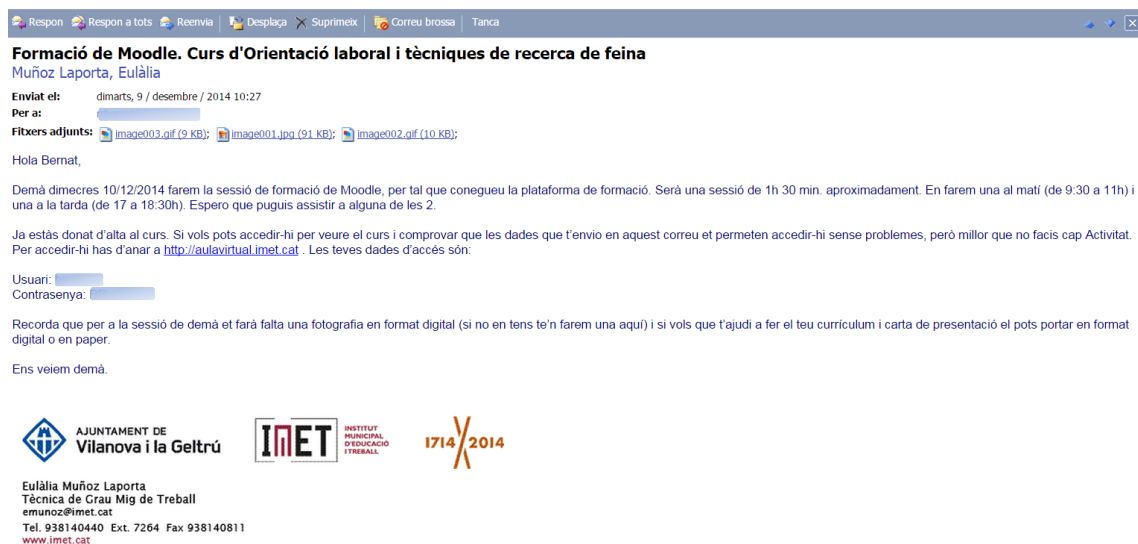 Respon Respon a tots Reenvia Desplaça Suprimeix Correu brossa Tanca
Formació de Moodle. Curs d'Orientació laboral i tècniques de recerca de feina
Muñoz Laporta, Eulàlia
Enviat el: dimarts, 9 / desembre / 2014 10:27
Per a:
Fitxers adjunts: image003.gif (9 KB); image001.jpg (91 KB); image002.gif (10 KB);
Hola Bernat,
Demà dimecres 10/12/2014 farem la sessió de formació de Moodle, per tal que conegueu la plataforma de formació. Serà una sessió de 1h 30 min. aproximadament. En farem una al matí (de 9:30 a 11h) i
una a la tarda (de 17 a 18:30h). Espero que puguis assistir a alguna de les 2.
Ja estàs donat d'alta al curs. Si vols pots accedir-hi per veure el curs i comprovar que les dades que t'envio en aquest correu et permeten accedir-hi sense problemes, però millor que no facis cap Activitat.
Per accedir-hi has d'anar a http://aulavirtual.imet.cat . Les teves dades d'accés són:
Usuari:
Contrasenya:
Recorda que per a la sessió de demà et farà falta una fotografia en format digital (si no en tens te'n farem una aquí) i si vols que t'ajudi a fer el teu currículum i carta de presentació el pots portar en format
digital o en paper.
Ens veiem demà.
AJUNTAMENT DE
Vilanova i la Geltrú
IMET
INSTITUT
MUNICIPAL
D'EDUCACIÓ
I TREBALL
1714 2014
Eulàlia Muñoz Laporta
Tècnica de Grau Mig de Treball
emunoz@imet.cat
Tel. 938140440 Ext. 7264 Fax 938140811
www.imet.cat